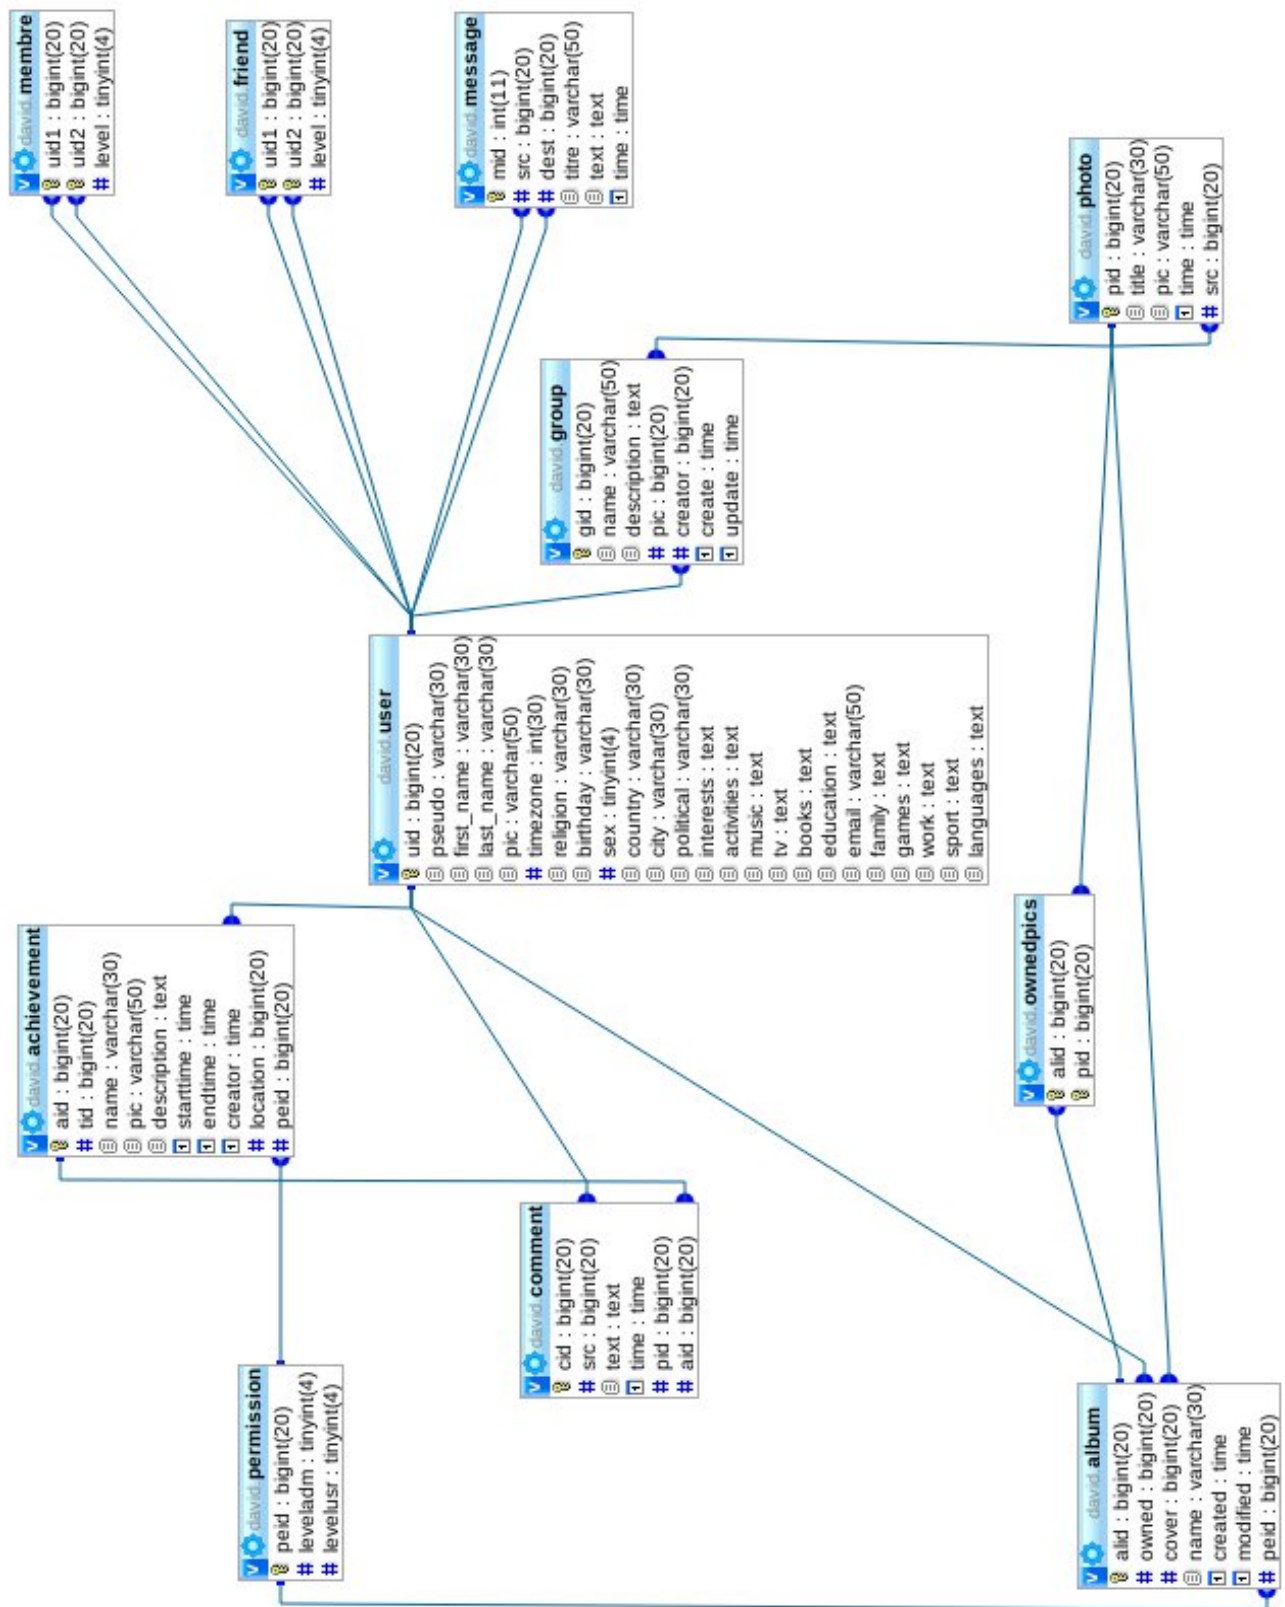 david.membre
uid1 : bigint(20)
uid2 : bigint(20)
level : tinyint(4)
david.friend
uid1 : bigint(20)
uid2 : bigint(20)
level : tinyint(4)
david.message
mid : int(11)
src : bigint(20)
dest : bigint(20)
titre : varchar(50)
text : text
time : time
david.group
gid : bigint(20)
name : varchar(50)
description : text
pic : bigint(20)
creator : bigint(20)
create : time
update : time
david.photo
pid : bigint(20)
title : varchar(30)
pic : varchar(50)
time : time
src : bigint(20)
david.user
uid : bigint(20)
pseudo : varchar(30)
first_name : varchar(30)
last_name : varchar(30)
pic : varchar(50)
timezone : int(30)
religion : varchar(30)
birthday : varchar(30)
sex : tinyint(4)
country : varchar(30)
city : varchar(30)
political : varchar(30)
interests : text
activities : text
music : text
tv : text
books : text
education : text
email : varchar(50)
family : text
games : text
work : text
sport : text
languages : text
david.achievement
aid : bigint(20)
tid : bigint(20)
name : varchar(30)
pic : varchar(50)
description : text
starttime : time
endtime : time
creator : time
location : bigint(20)
peid : bigint(20)
david.ownedpics
alid : bigint(20)
pid : bigint(20)
david.comment
cid : bigint(20)
src : bigint(20)
text : text
time : time
pid : bigint(20)
aid : bigint(20)
david.permission
peid : bigint(20)
leveladm : tinyint(4)
levelusr : tinyint(4)
david.album
alid : bigint(20)
owned : bigint(20)
cover : bigint(20)
name : varchar(30)
created : time
modified : time
peid : bigint(20)